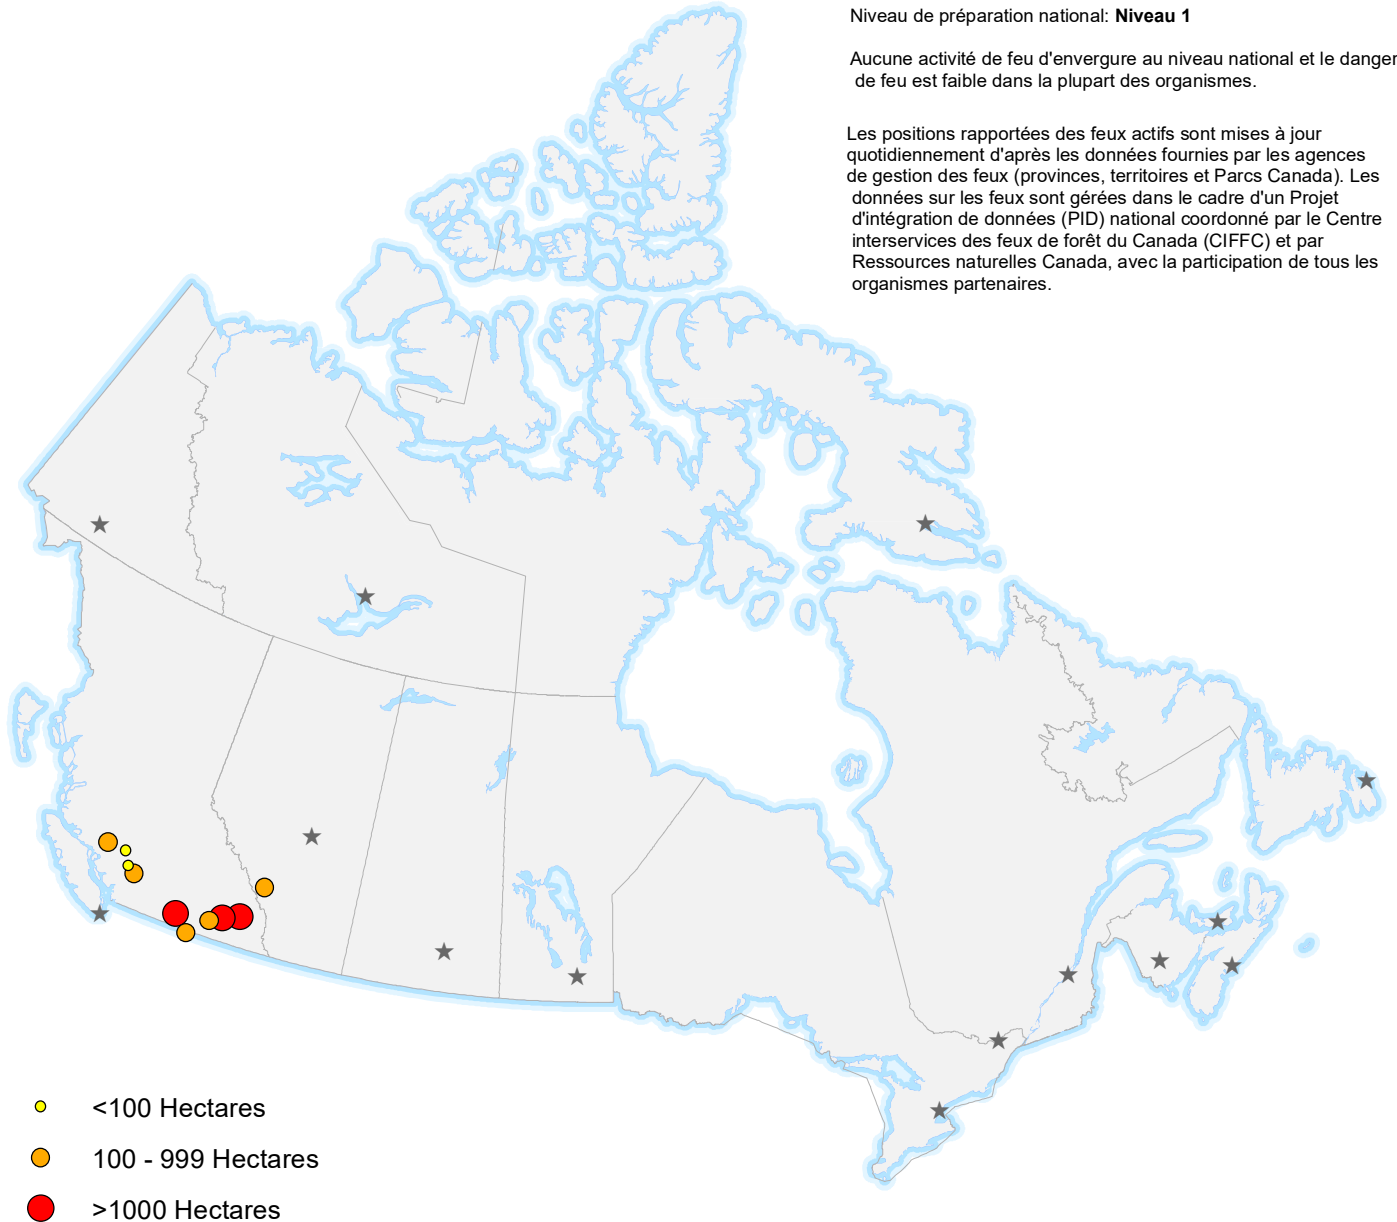 Niveau de préparation national: Niveau 1
Aucune activité de feu d'envergure au niveau national et le danger
de feu est faible dans la plupart des organismes.
Les positions rapportées des feux actifs sont mises à jour
quotidiennement d'après les données fournies par les agences
de gestion des feux (provinces, territoires et Parcs Canada). Les
données sur les feux sont gérées dans le cadre d'un Projet
d'intégration de données (PID) national coordonné par le Centre
interservices des feux de forêt du Canada (CIFFC) et par
Ressources naturelles Canada, avec la participation de tous les
organismes partenaires.
<100 Hectares
100 - 999 Hectares
>1000 Hectares